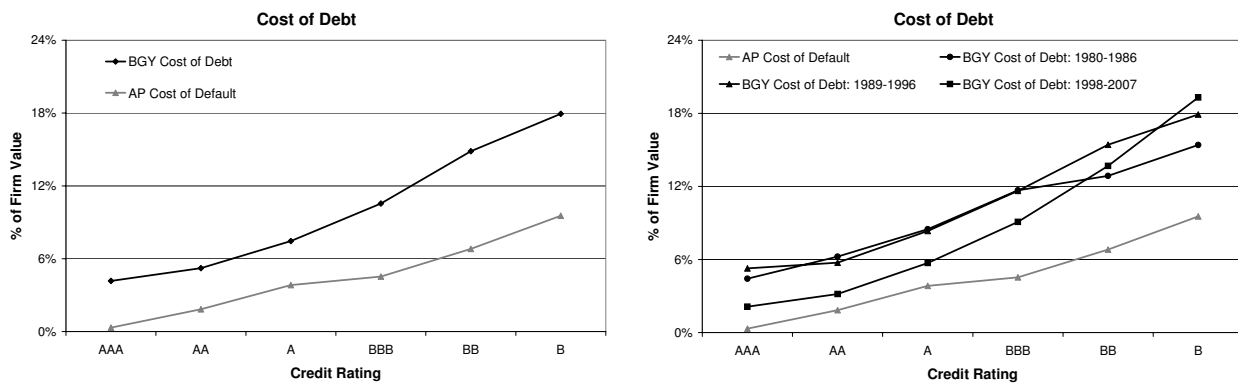 Cost of Debt
24%
18%
12%
6%
0%
% of Firm Value
BGY Cost of Debt
AP Cost of Default
AAA AA A BBB BB B
Credit Rating
Cost of Debt
24%
18%
12%
6%
0%
% of Firm Value
AP Cost of Default BGY Cost of Debt: 1980-1986
BGY Cost of Debt: 1989-1996 BGY Cost of Debt: 1998-2007
AAA AA A BBB BB B
Credit Rating